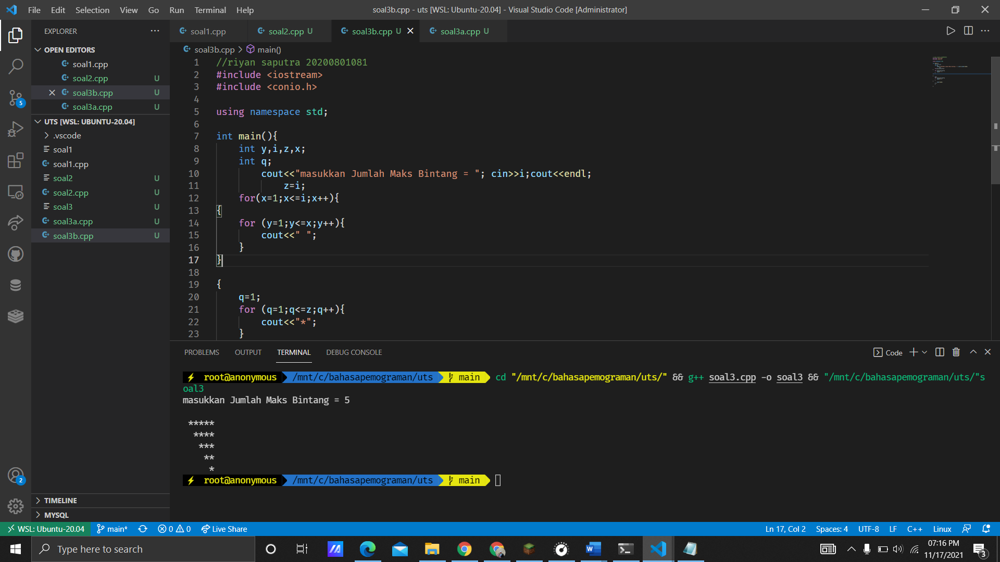 File Edit Selection View Go Run Terminal Help
soal3b.cpp - uts [WSL: Ubuntu-20.04] - Visual Studio Code [Administrator]
EXPLORER
OPEN EDITORS
soal1.cpp
soal2.cpp U
soal3b.cpp U
soal3a.cpp U
UTS [WSL: UBUNTU-20.04]
.vscode
soal1
soal1.cpp
soal2 U
soal2.cpp U
soal3 U
soal3a.cpp U
soal3b.cpp U
TIMELINE
MYSQL
5
2
soal1.cpp soal2.cpp U soal3b.cpp U soal3a.cpp U
soal3b.cpp > main()
1 //riyan saputra 20200801081
2 #include <iostream>
3 #include <conio.h>
4
5 using namespace std;
6
7 int main(){
8 int y,i,z,x;
9 int q;
10 cout<<"masukkan Jumlah Maks Bintang = "; cin>>i;cout<<endl;
11 z=i;
12 for(x=1;x<=i;x++){
13 {
14 for (y=1;y<=x;y++){
15 cout<<" ";
16 }
17 }
18
19 {
20 q=1;
21 for (q=1;q<=z;q++){
22 cout<<"*";
23 }
PROBLEMS OUTPUT TERMINAL DEBUG CONSOLE
Code
root@anonymous /mnt/c/bahasapemograman/uts main cd "/mnt/c/bahasapemograman/uts/" && g++ soal3.cpp -o soal3 && "/mnt/c/bahasapemograman/uts/"s
oal3
masukkan Jumlah Maks Bintang = 5
*****
****
***
**
*
root@anonymous /mnt/c/bahasapemograman/uts main
WSL: Ubuntu-20.04 main* 0 0 Live Share
Ln 17, Col 2 Spaces: 4 UTF-8 LF C++ Linux
Type here to search
07:16 PM
11/17/2021
3